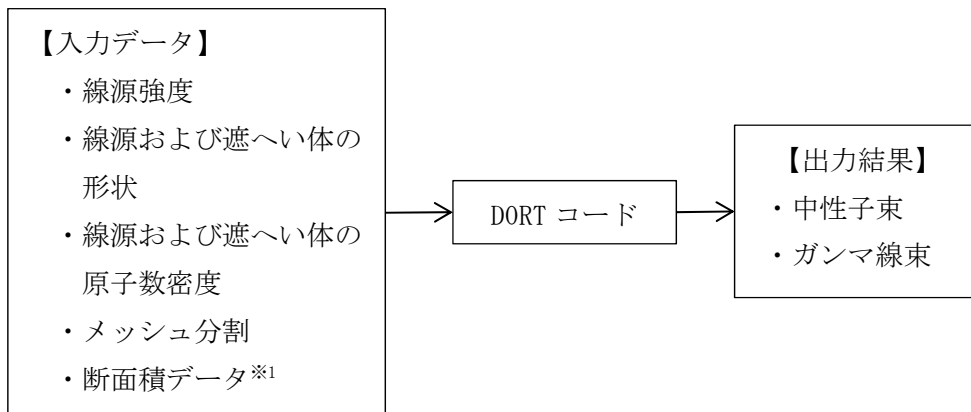 【入力データ】
・線源強度
・線源および遮へい体の
形状
・線源および遮へい体の
原子数密度
・メッシュ分割
・断面積データ※1
DORT コード
【出力結果】
・中性子束
・ガンマ線束